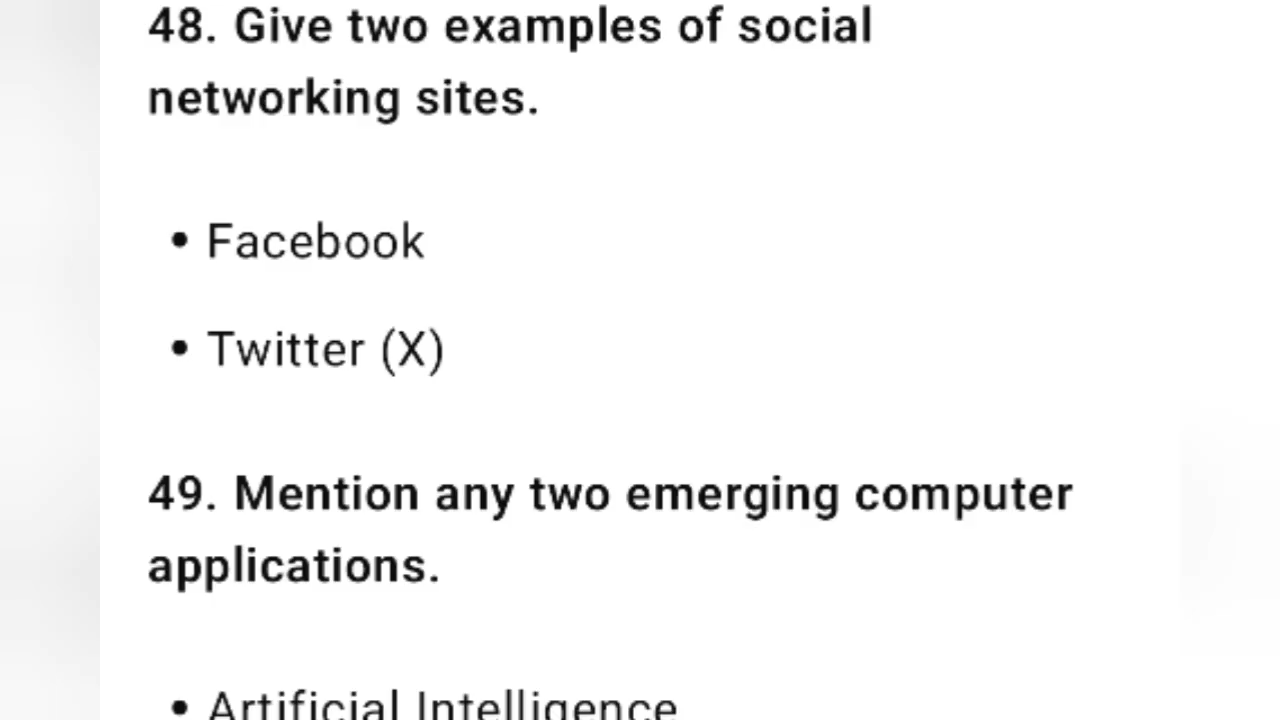 48. Give two examples of social
networking sites.
• Facebook
• Twitter (X)
49. Mention any two emerging computer
applications.
• Artificial Intelligence